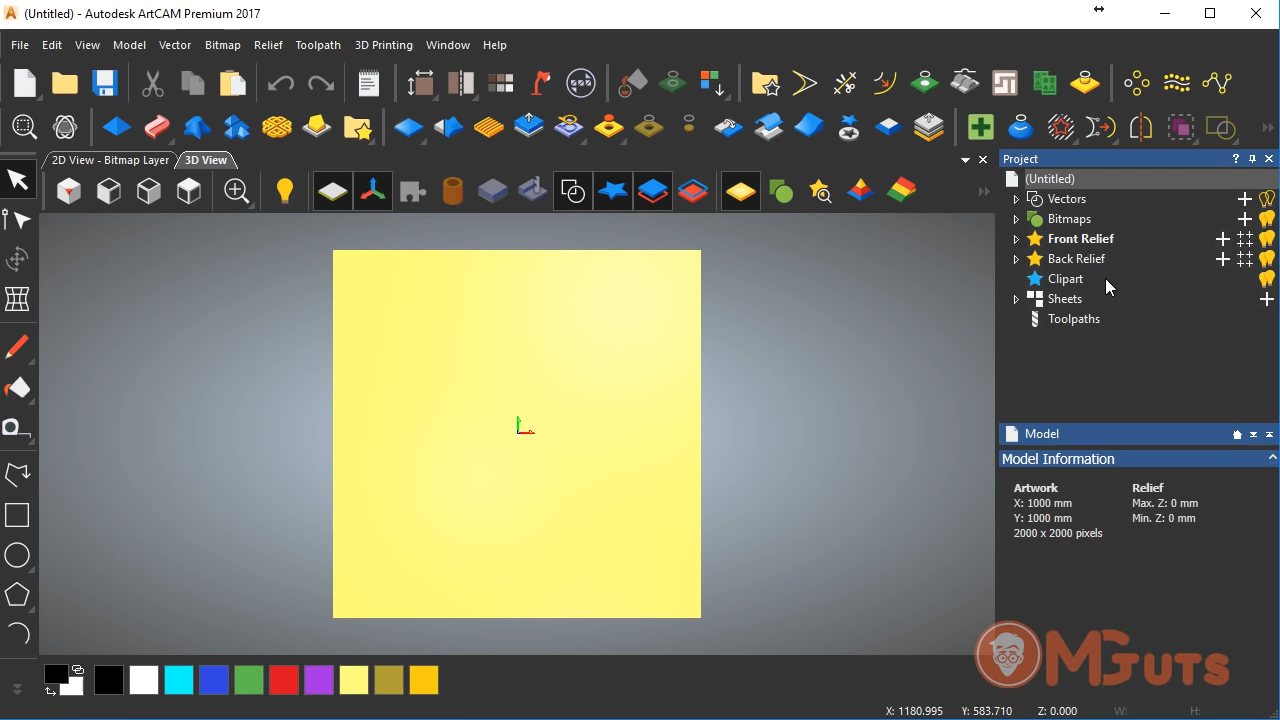 (Untitled) - Autodesk ArtCAM Premium 2017
File Edit View Model Vector Bitmap Relief Toolpath 3D Printing Window Help
2D View - Bitmap Layer 3D View
Project
(Untitled)
Vectors
Bitmaps
Front Relief
Back Relief
Clipart
Sheets
Toolpaths
Model
Model Information
Artwork Relief
X: 1000 mm Max. Z: 0 mm
Y: 1000 mm Min. Z: 0 mm
2000 x 2000 pixels
MGUTS
X: 1180.995 Y: 583.710 Z: 0.000 W: H: